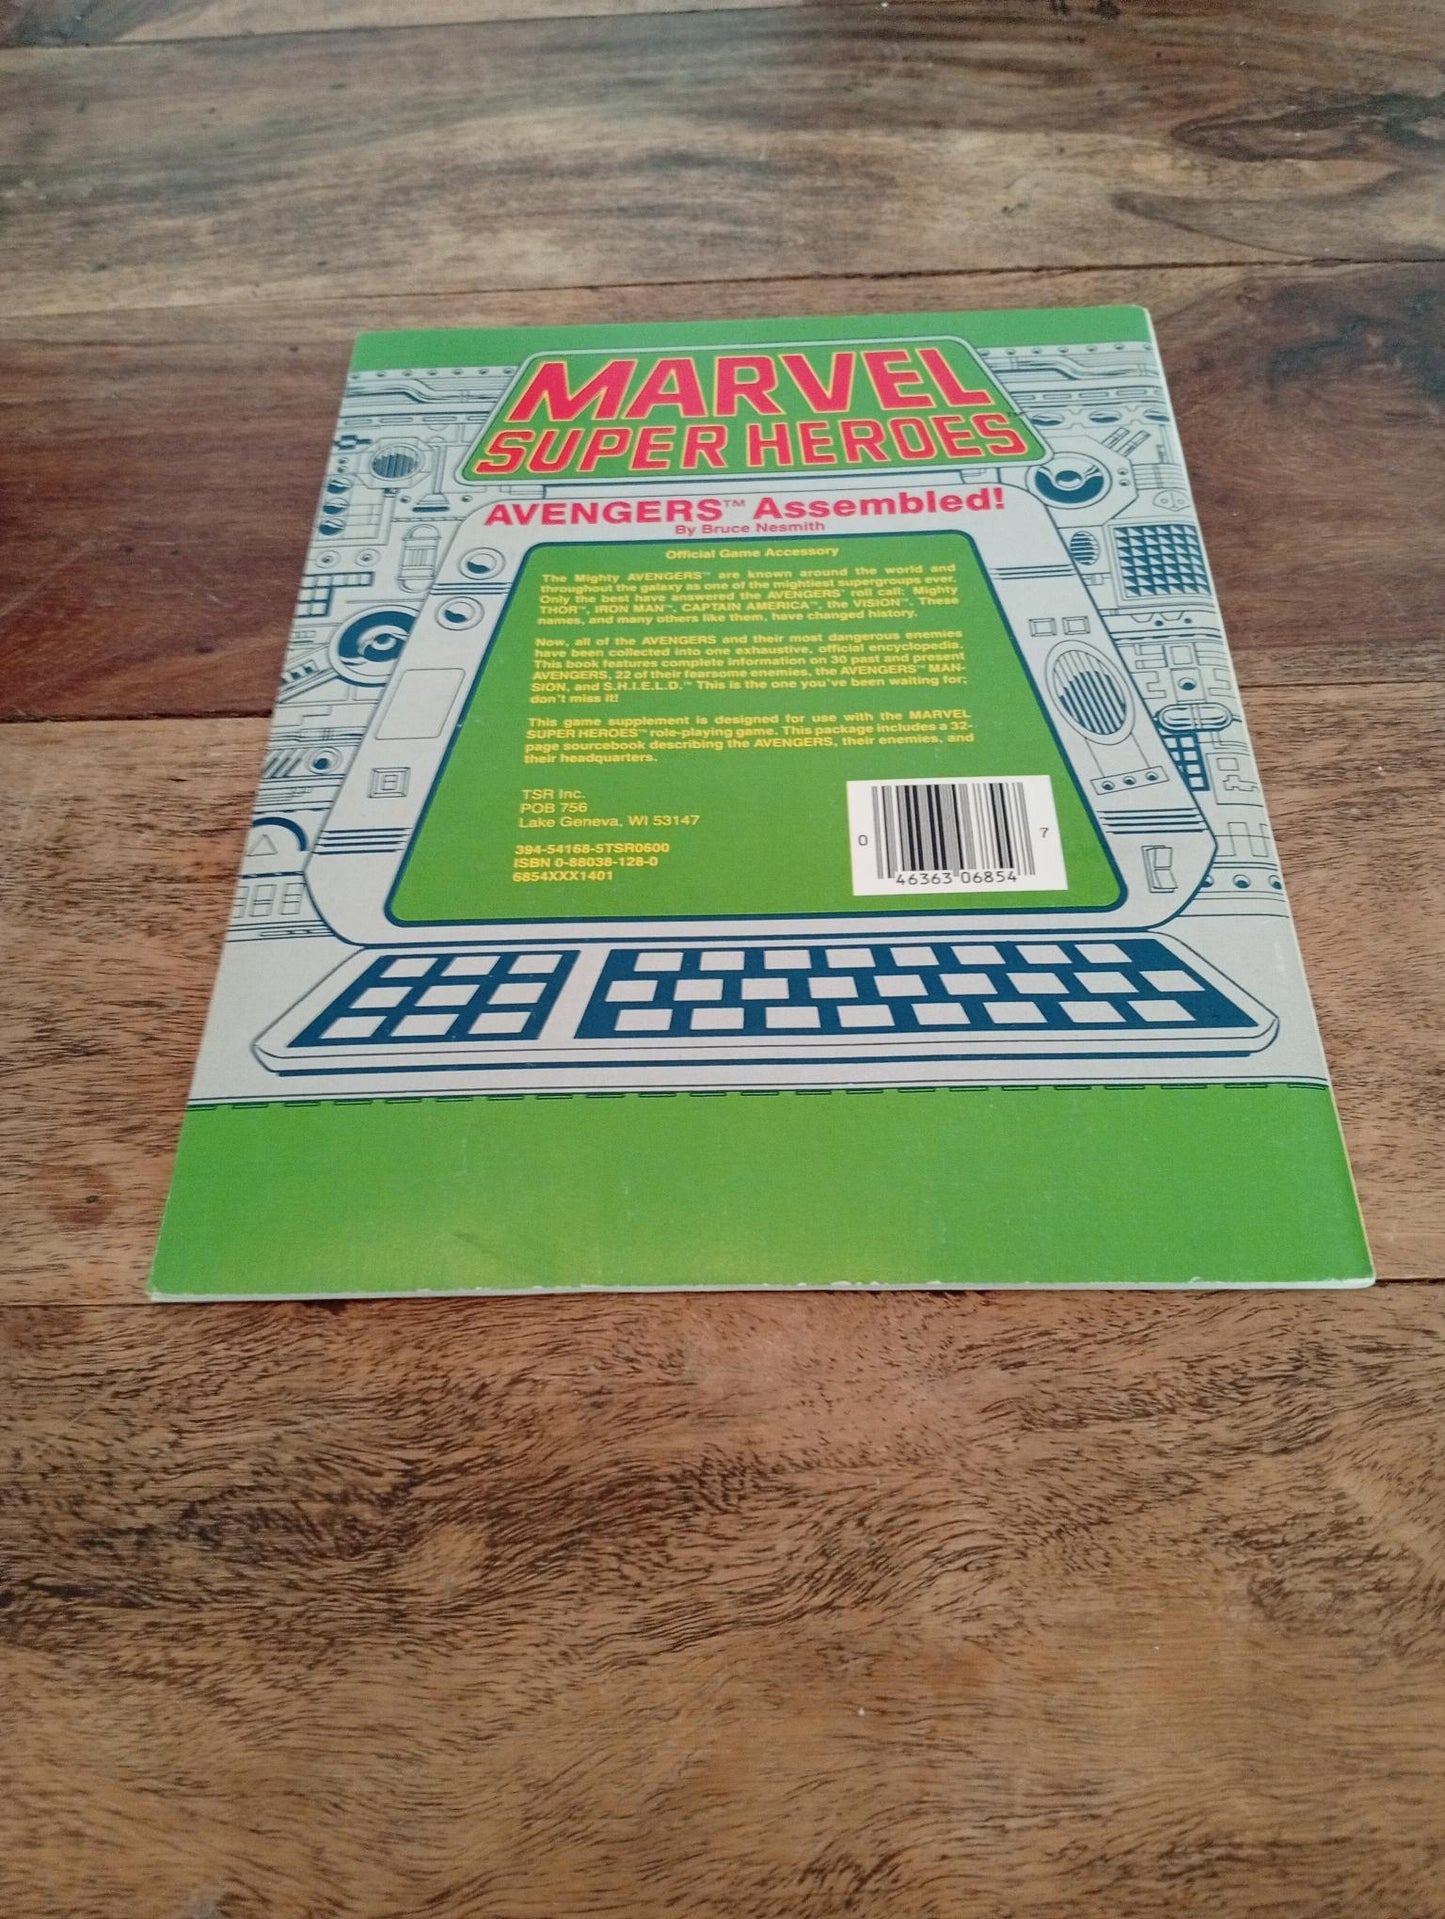 MARVEL
SUPER HEROES™
AVENGERS™ Assembled!
By Bruce Nesmith
Official Game Accessory
The Mighty AVENGERS™ are known around the world and
throughout the galaxy as one of the mightiest supergroups ever.
Only the best have answered the AVENGERS' roll call: Mighty
THOR™, IRON MAN™, CAPTAIN AMERICA™, the VISION™. These
names, and many others like them, have changed history.
Now, all of the AVENGERS and their most dangerous enemies
have been collected into one exhaustive, official encyclopedia.
This book features complete information on 30 past and present
AVENGERS, 22 of their fearsome enemies, the AVENGERS™ MAN-
SION, and S.H.I.E.L.D.™ This is the one you've been waiting for;
don't miss it!
This game supplement is designed for use with the MARVEL
SUPER HEROES™ role-playing game. This package includes a 32-
page sourcebook describing the AVENGERS, their enemies, and
their headquarters.
TSR Inc.
POB 756
Lake Geneva, WI 53147
394-54168-5TSR0600
ISBN 0-88038-128-0
6854XXX1401
0 46363 06854 7